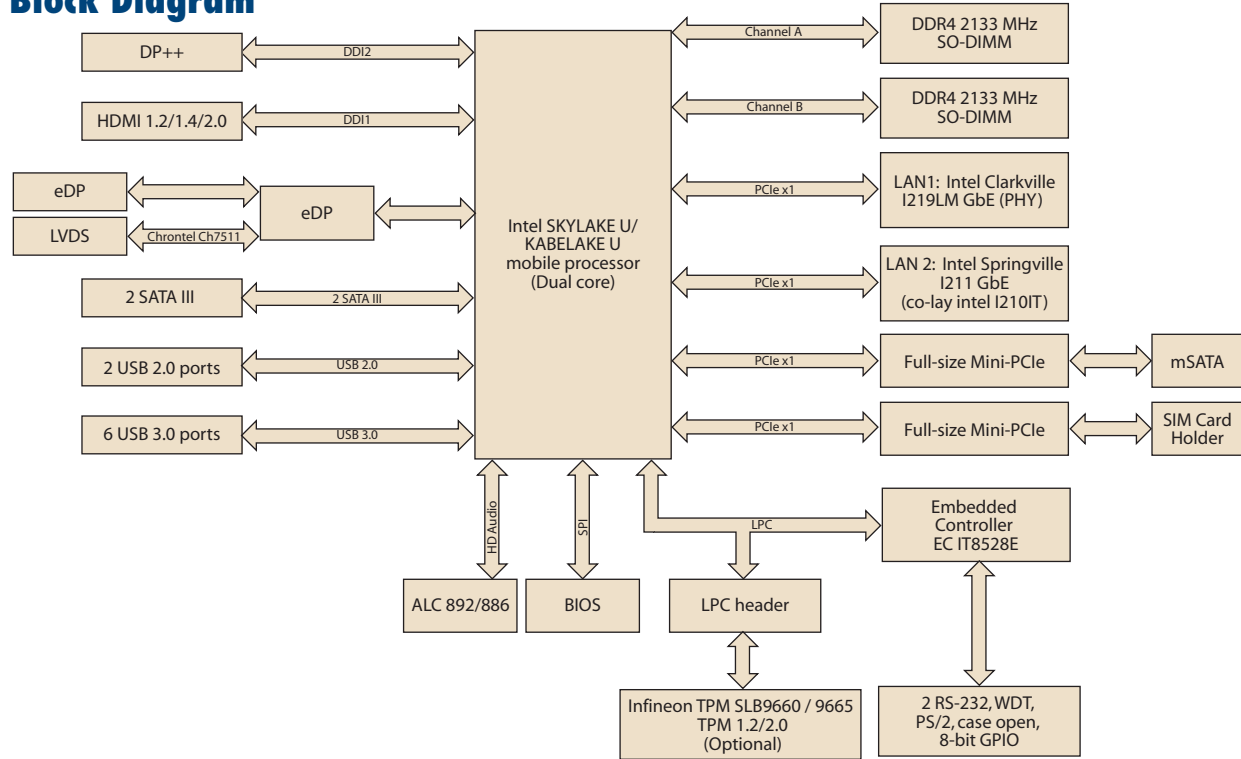 Block Diagram
DP++
DDI2
HDMI 1.2/1.4/2.0
DDI1
eDP
LVDS
Chrontel Ch7511
eDP
2 SATA III
2 SATA III
2 USB 2.0 ports
USB 2.0
6 USB 3.0 ports
USB 3.0
Intel SKYLAKE U/
KABELAKE U
mobile processor
(Dual core)
Channel A
DDR4 2133 MHz
SO-DIMM
Channel B
DDR4 2133 MHz
SO-DIMM
PCIe x1
LAN1: Intel Clarkville
I219LM GbE (PHY)
PCIe x1
LAN 2: Intel Springville
I211 GbE
(co-lay intel I210IT)
PCIe x1
Full-size Mini-PCIe
mSATA
PCIe x1
Full-size Mini-PCIe
SIM Card
Holder
HD Audio
SPI
LPC
Embedded
Controller
EC IT8528E
ALC 892/886
BIOS
LPC header
Infineon TPM SLB9660 / 9665
TPM 1.2/2.0
(Optional)
2 RS-232, WDT,
PS/2, case open,
8-bit GPIO